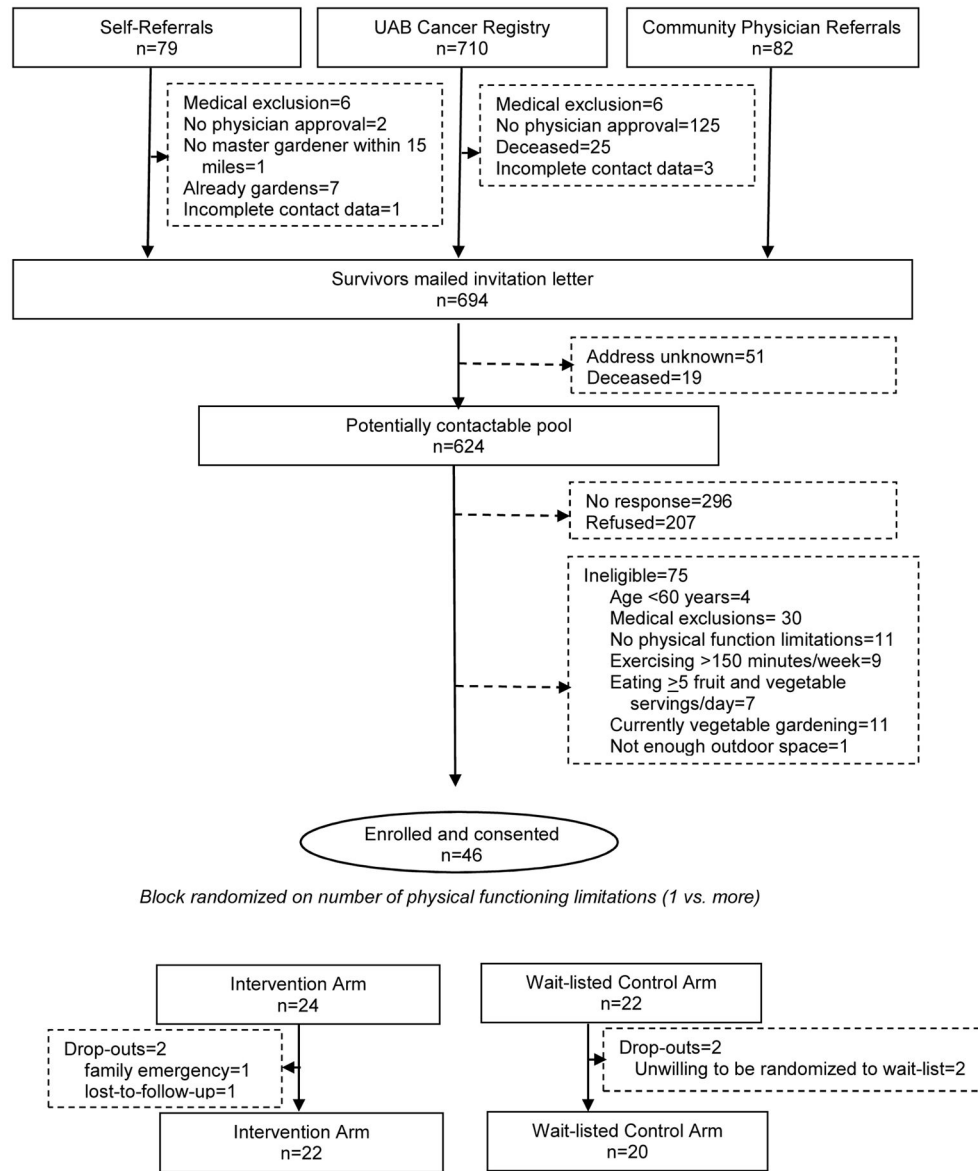 Self-Referrals
n=79
UAB Cancer Registry
n=710
Community Physician Referrals
n=82
Medical exclusion=6
No physician approval=2
No master gardener within 15
miles=1
Already gardens=7
Incomplete contact data=1
Medical exclusion=6
No physician approval=125
Deceased=25
Incomplete contact data=3
Survivors mailed invitation letter
n=694
Address unknown=51
Deceased=19
Potentially contactable pool
n=624
No response=296
Refused=207
Ineligible=75
Age <60 years=4
Medical exclusions= 30
No physical function limitations=11
Exercising >150 minutes/week=9
Eating ≥5 fruit and vegetable
servings/day=7
Currently vegetable gardening=11
Not enough outdoor space=1
Enrolled and consented
n=46
Block randomized on number of physical functioning limitations (1 vs. more)
Intervention Arm
n=24
Wait-listed Control Arm
n=22
Drop-outs=2
family emergency=1
lost-to-follow-up=1
Drop-outs=2
Unwilling to be randomized to wait-list=2
Intervention Arm
n=22
Wait-listed Control Arm
n=20